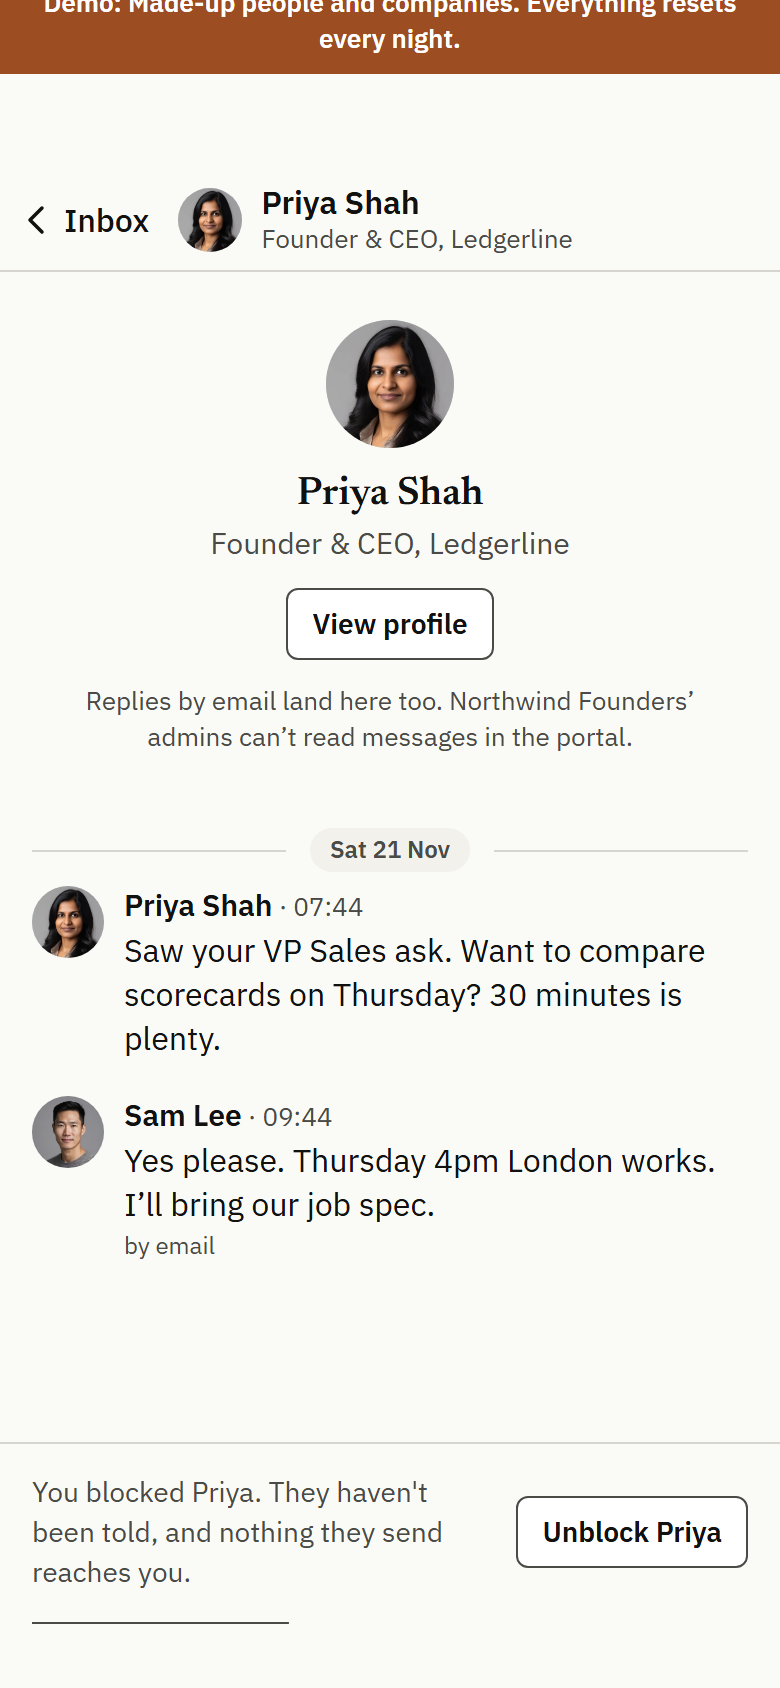 Demo: Made-up people and companies. Everything resets
every night.
Inbox
Priya Shah
Founder & CEO, Ledgerline
Priya Shah
Founder & CEO, Ledgerline
View profile
Replies by email land here too. Northwind Founders’
admins can’t read messages in the portal.
Sat 21 Nov
Priya Shah · 07:44
Saw your VP Sales ask. Want to compare
scorecards on Thursday? 30 minutes is
plenty.
Sam Lee · 09:44
Yes please. Thursday 4pm London works.
I’ll bring our job spec.
by email
You blocked Priya. They haven't
been told, and nothing they send
reaches you.
Unblock Priya